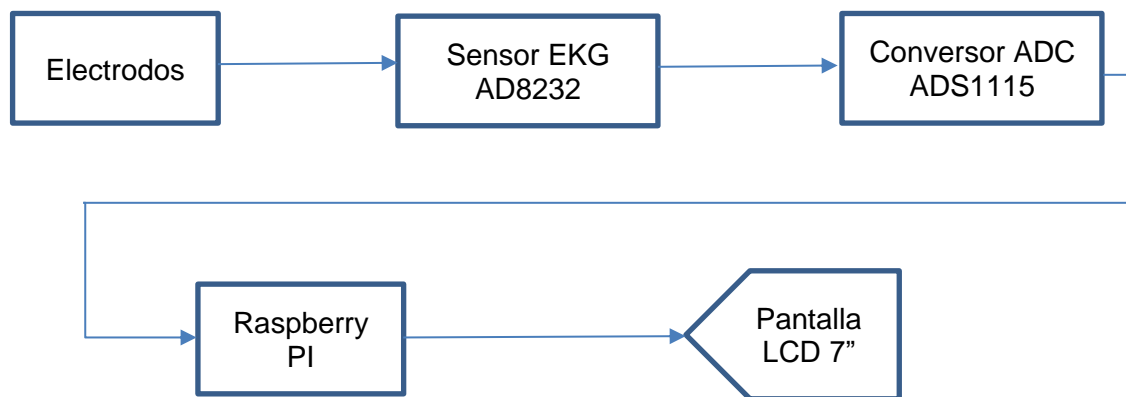 Electrodos
Sensor EKG
AD8232
Conversor ADC
ADS1115
Raspberry
PI
Pantalla
LCD 7”